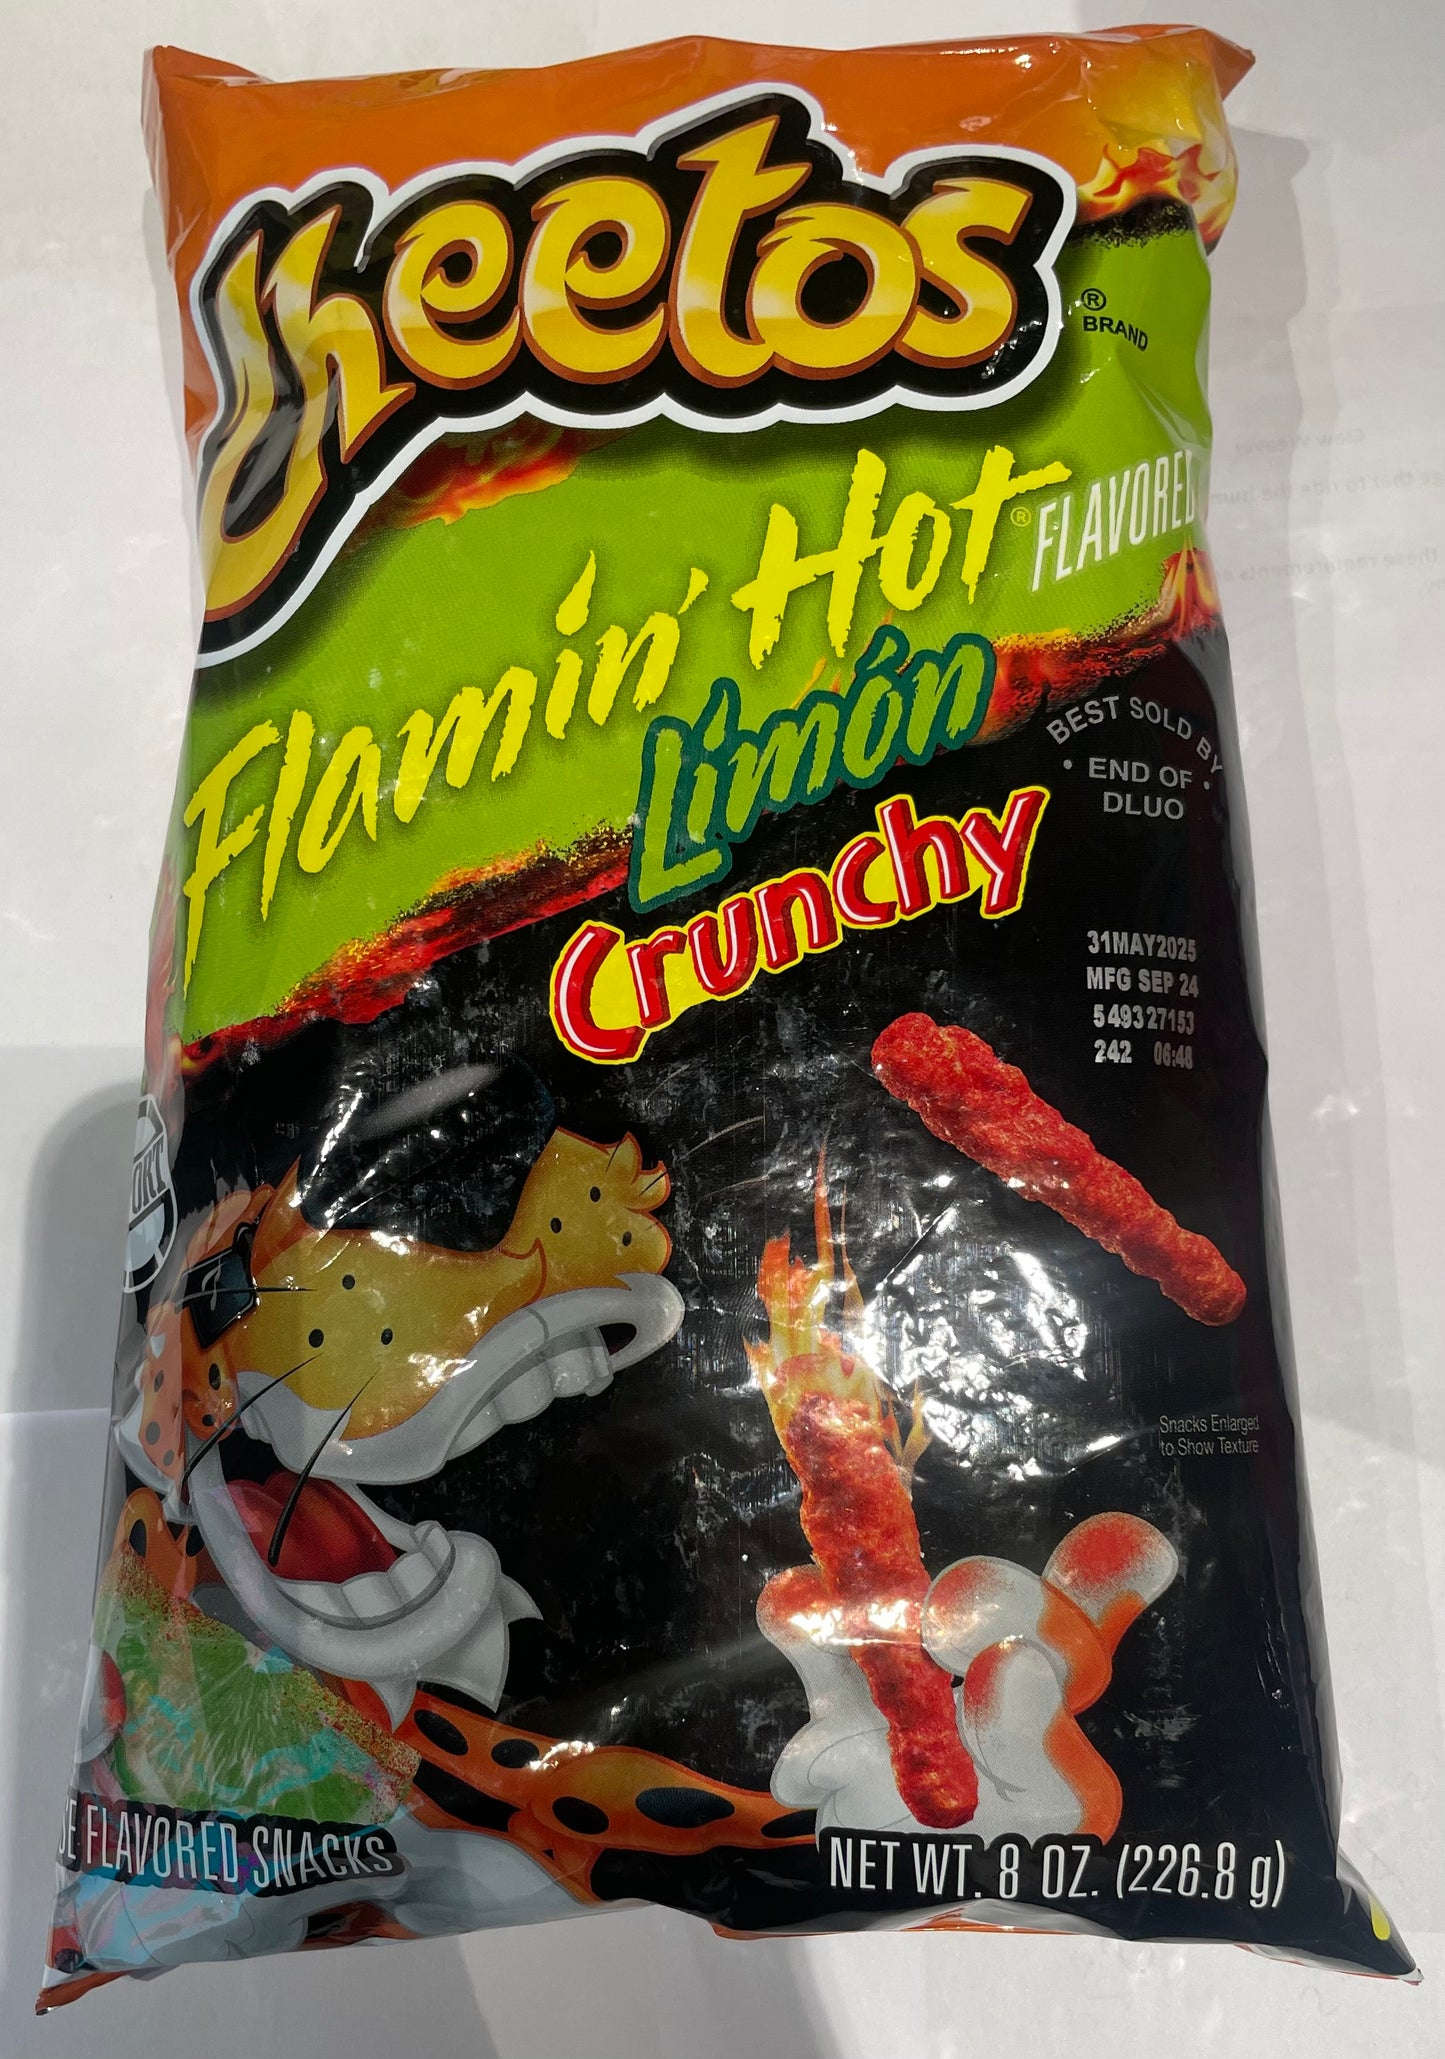 Cheetos
® BRAND
Flamin' Hot® FLAVORED
Limón
Crunchy
BEST SOLD BY
• END OF •
DLUO
31MAY2025
MFG SEP 24
549327153
242 06:48
Snacks Enlarged
to Show Texture
FLAVORED SNACKS
NET WT. 8 OZ. (226.8 g)